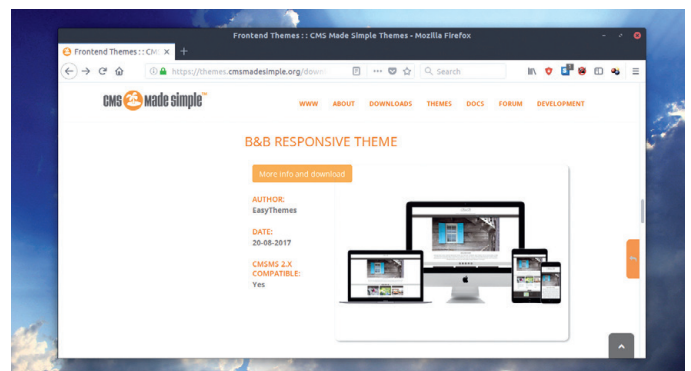 Frontend Themes :: CMS Made Simple Themes - Mozilla Firefox
Frontend Themes :: CM
https://themes.cmsmadesimple.org/down
Search
CMS Made Simple™
WWW ABOUT DOWNLOADS THEMES DOCS FORUM DEVELOPMENT
B&B RESPONSIVE THEME
More info and download
AUTHOR:
EasyThemes
DATE:
20-08-2017
CMSMS 2.X
COMPATIBLE:
Yes